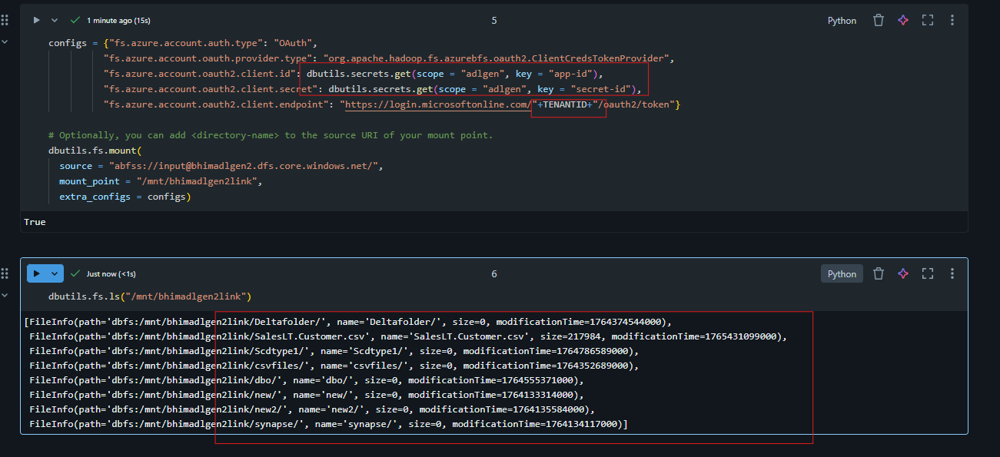 1 minute ago (15s)
5
Python
configs = {"fs.azure.account.auth.type": "OAuth",
"fs.azure.account.oauth.provider.type": "org.apache.hadoop.fs.azurebfs.oauth2.ClientCredsTokenProvider",
"fs.azure.account.oauth2.client.id": dbutils.secrets.get(scope = "adlgen", key = "app-id"),
"fs.azure.account.oauth2.client.secret": dbutils.secrets.get(scope = "adlgen", key = "secret-id"),
"fs.azure.account.oauth2.client.endpoint": "https://login.microsoftonline.com/"+TENANTID+"/oauth2/token"}
# Optionally, you can add <directory-name> to the source URI of your mount point.
dbutils.fs.mount(
source = "abfss://input@bhimadlgen2.dfs.core.windows.net/",
mount_point = "/mnt/bhimadlgen2link",
extra_configs = configs)
True
Just now (<1s)
6
Python
dbutils.fs.ls("/mnt/bhimadlgen2link")
[FileInfo(path='dbfs:/mnt/bhimadlgen2link/Deltafolder/', name='Deltafolder/', size=0, modificationTime=1764374544000),
FileInfo(path='dbfs:/mnt/bhimadlgen2link/SalesLT.Customer.csv', name='SalesLT.Customer.csv', size=217984, modificationTime=1765431099000),
FileInfo(path='dbfs:/mnt/bhimadlgen2link/Scdtype1/', name='Scdtype1/', size=0, modificationTime=1764786589000),
FileInfo(path='dbfs:/mnt/bhimadlgen2link/csvfiles/', name='csvfiles/', size=0, modificationTime=1764352689000),
FileInfo(path='dbfs:/mnt/bhimadlgen2link/dbo/', name='dbo/', size=0, modificationTime=1764555371000),
FileInfo(path='dbfs:/mnt/bhimadlgen2link/new/', name='new/', size=0, modificationTime=1764133314000),
FileInfo(path='dbfs:/mnt/bhimadlgen2link/new2/', name='new2/', size=0, modificationTime=1764135584000),
FileInfo(path='dbfs:/mnt/bhimadlgen2link/synapse/', name='synapse/', size=0, modificationTime=1764134117000)]